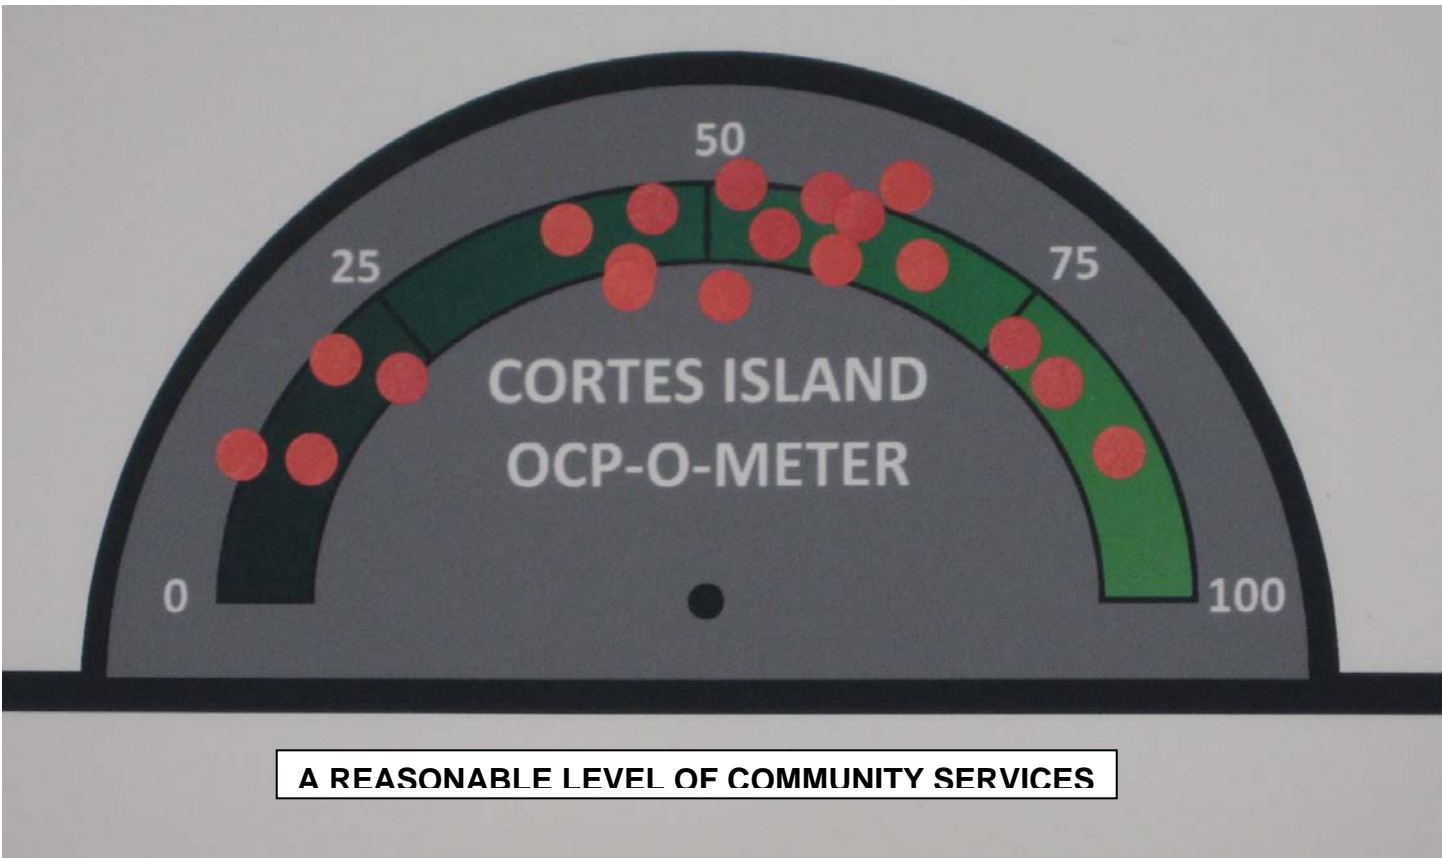 50
25
75
CORTES ISLAND
OCP-O-METER
0
100
A REASONABLE LEVEL OF COMMUNITY SERVICES